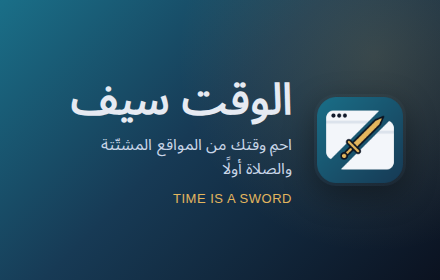 الوقت سيف
احمِ وقتك من المواقع المشتّتة
والصلاة أولًا
TIME IS A SWORD